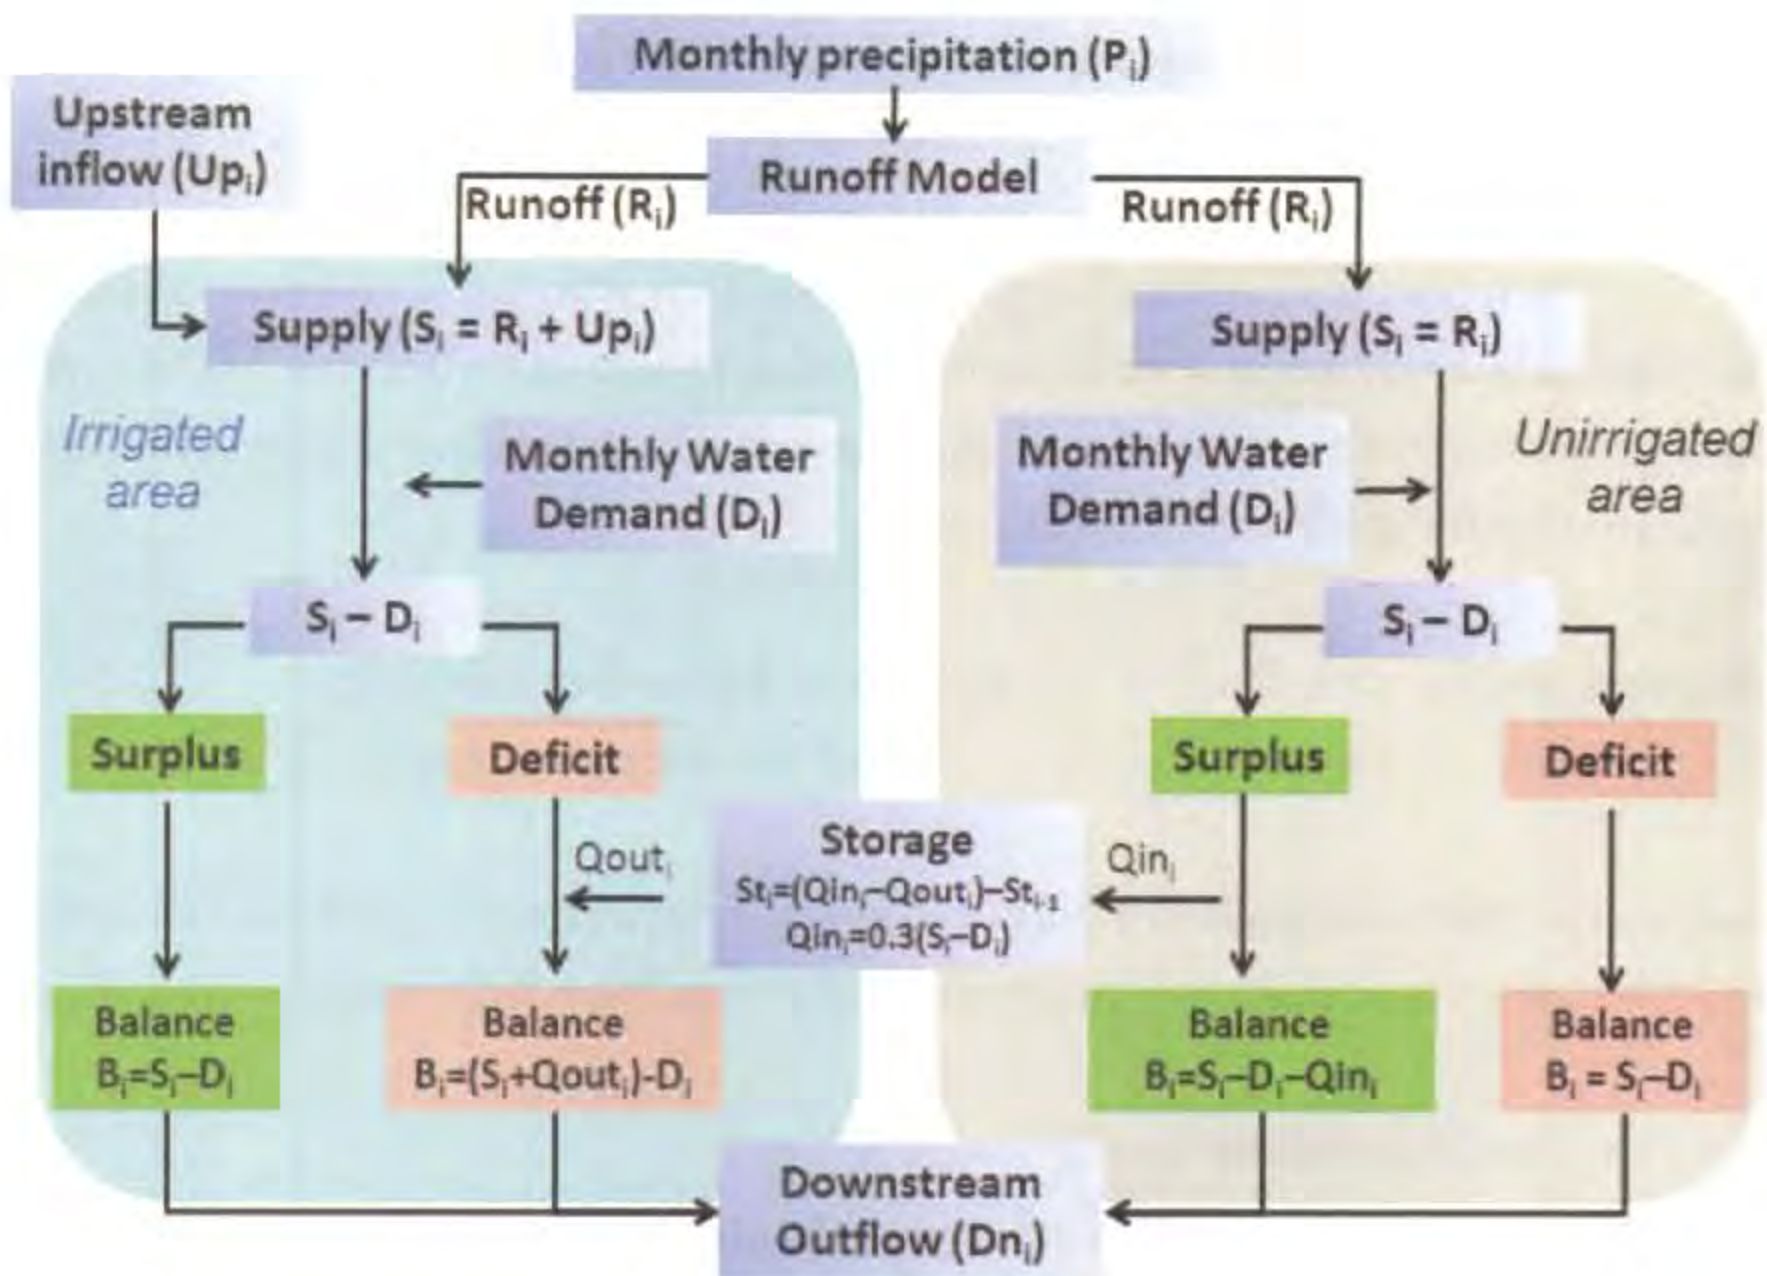 Monthly precipitation (Pᵢ)
Upstream
inflow (Upᵢ)
Runoff Model
Runoff (Rᵢ)
Runoff (Rᵢ)
Supply (Sᵢ = Rᵢ + Upᵢ)
Supply (Sᵢ = Rᵢ)
Irrigated
area
Monthly Water
Demand (Dᵢ)
Monthly Water
Demand (Dᵢ)
Unirrigated
area
Sᵢ – Dᵢ
Sᵢ – Dᵢ
Surplus
Deficit
Surplus
Deficit
Qoutᵢ
Storage
Stᵢ=(Qinᵢ–Qoutᵢ)–Stᵢ₋₁
Qinᵢ=0.3(Sᵢ–Dᵢ)
Qinᵢ
Balance
Bᵢ=Sᵢ–Dᵢ
Balance
Bᵢ=(Sᵢ+Qoutᵢ)-Dᵢ
Balance
Bᵢ=Sᵢ–Dᵢ–Qinᵢ
Balance
Bᵢ = Sᵢ–Dᵢ
Downstream
Outflow (Dnᵢ)